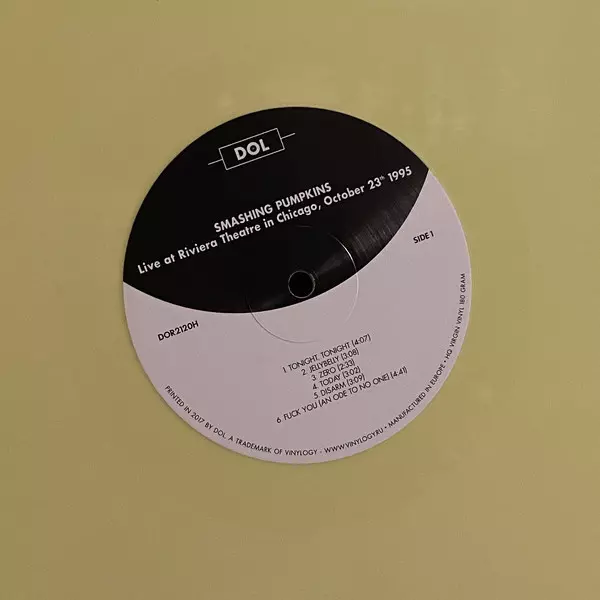 DOL
SMASHING PUMPKINS
Live at Riviera Theatre in Chicago, October 23th 1995
SIDE 1
DOR2120H
1. TONIGHT, TONIGHT (4:07)
2. JELLYBELLY (3:08)
3. ZERO (2:33)
4. TODAY (3:02)
5. DISARM (3:09)
6. FUCK YOU (AN ODE TO NO ONE) (4:41)
PRINTED IN 2017 BY DOL. A TRADEMARK OF VINYLOGY - WWW.VINYLOGY.RU • MANUFACTURED IN EUROPE • HQ VIRGIN VINYL 180 GRAM